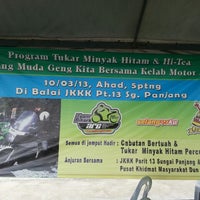 Program Tukar Minyak Hitam & Hi-Tea
ng Muda Geng Kita Bersama Kelab Motor
10/03/13, Ahad, 8ptng
Di Balai JKKK Pt.13 Sg. Panjang
Semua di jemput Hadir : Cabutan Bertuah &
Tukar Minyak Hitam Percu
Anjuran Bersama : JKKK Parit 13 Sungai Panjang &
Pusat Khidmat Masyarakat Dun